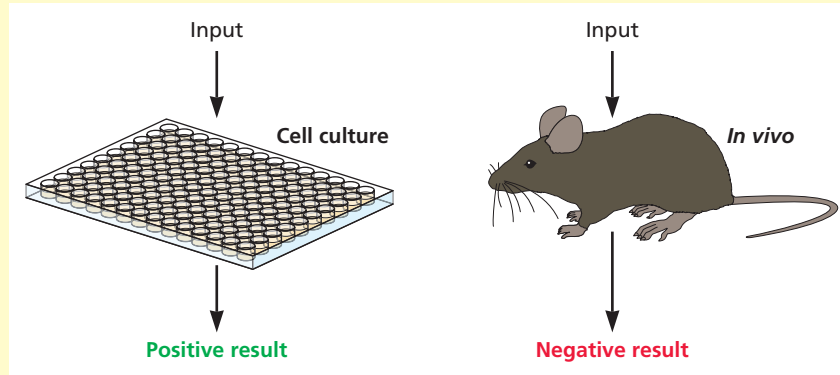 Input
Cell culture
Positive result
Input
In vivo
Negative result